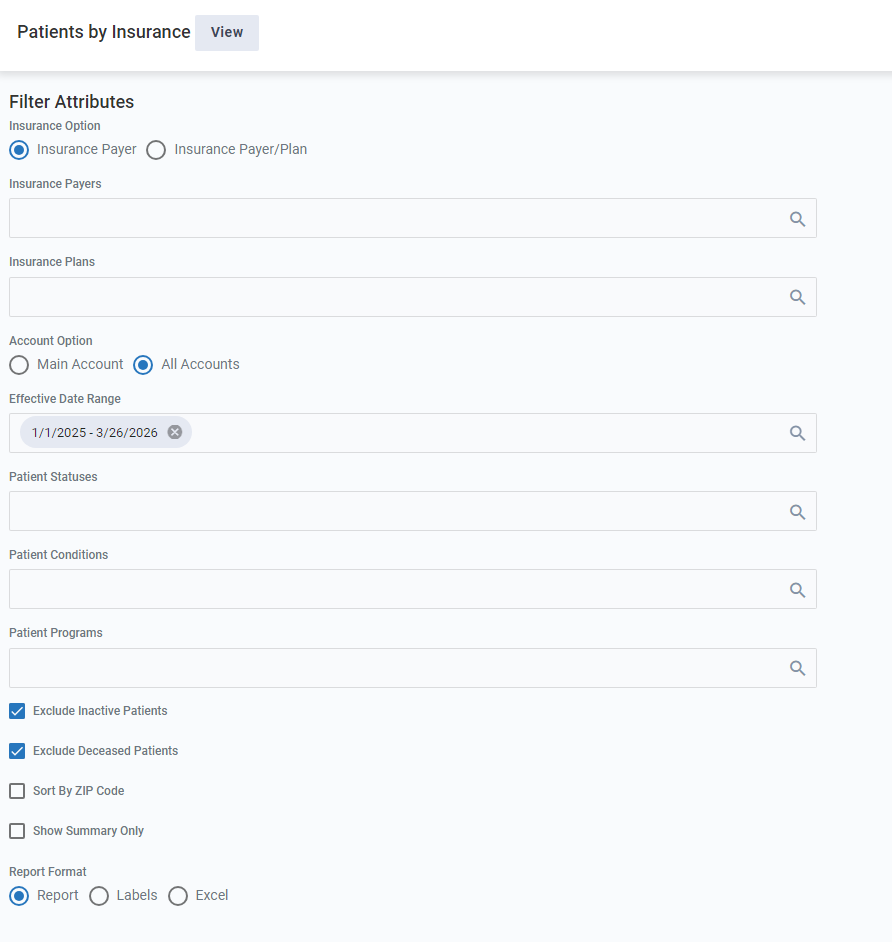 Patients by Insurance View
Filter Attributes
Insurance Option
Insurance Payer Insurance Payer/Plan
Insurance Payers
Insurance Plans
Account Option
Main Account All Accounts
Effective Date Range
1/1/2025 - 3/26/2026
Patient Statuses
Patient Conditions
Patient Programs
Exclude Inactive Patients
Exclude Deceased Patients
Sort By ZIP Code
Show Summary Only
Report Format
Report Labels Excel